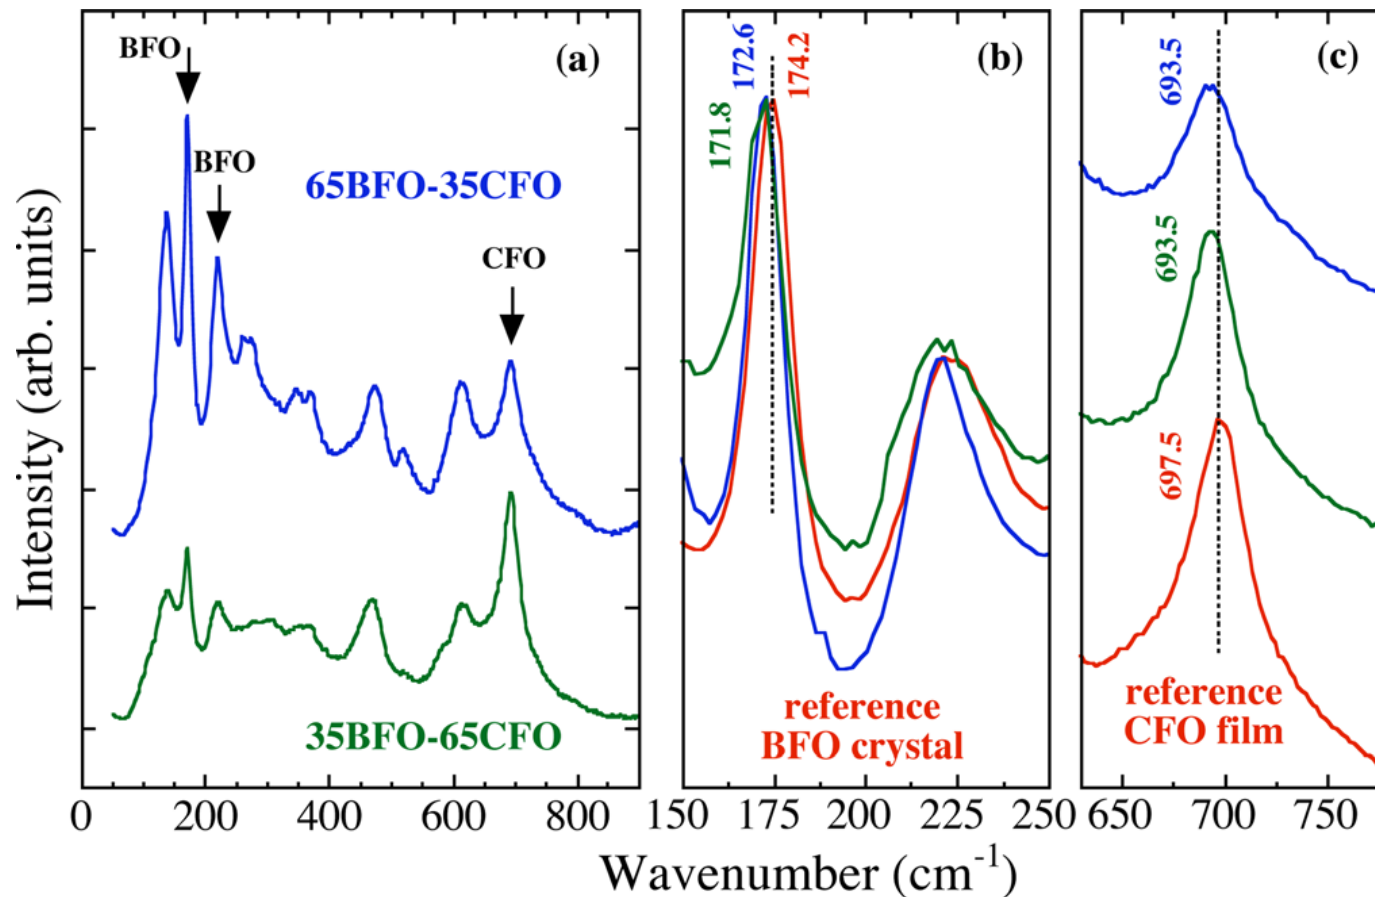 Intensity (arb. units)
(a)
BFO
BFO
CFO
65BFO-35CFO
35BFO-65CFO
0 200 400 600 800
(b)
171.8
172.6
174.2
reference
BFO crystal
150 175 200 225 250
(c)
693.5
693.5
697.5
reference
CFO film
650 700 750
Wavenumber (cm⁻¹)